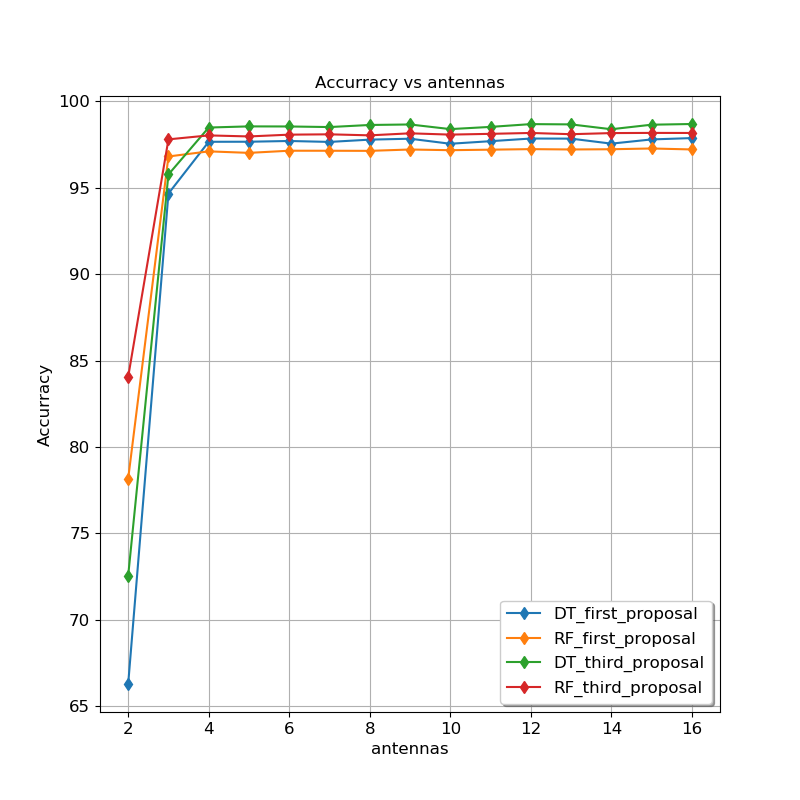 Accurracy vs antennas
100
95
90
85
80
75
70
65
Accurracy
2 4 6 8 10 12 14 16
antennas
DT_first_proposal
RF_first_proposal
DT_third_proposal
RF_third_proposal